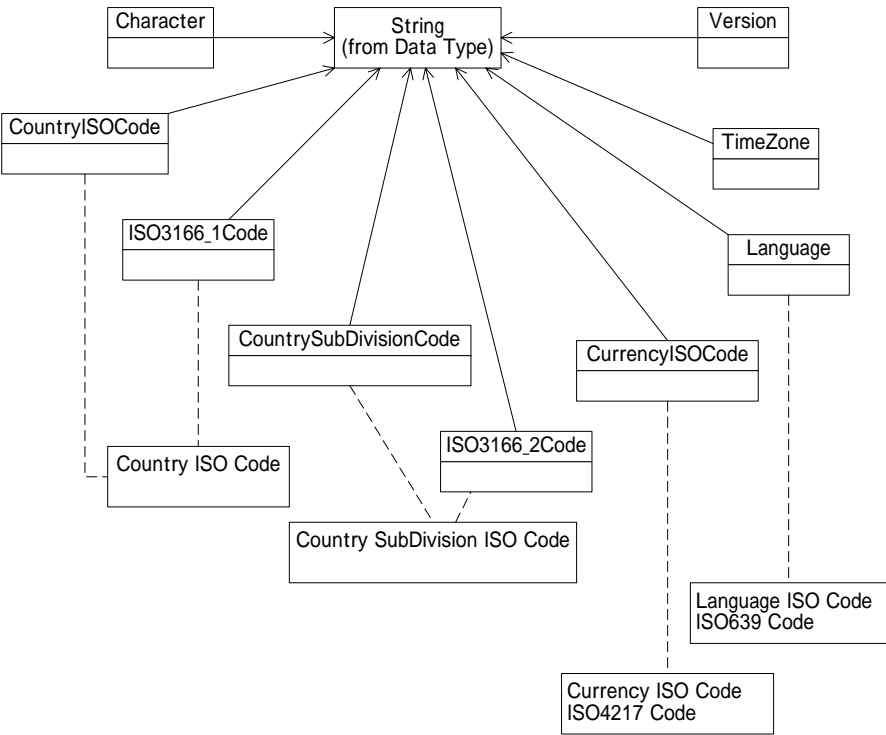 Character
String
(from Data Type)
Version
CountryISOCode
TimeZone
ISO3166_1Code
Language
CountrySubDivisionCode
CurrencyISOCode
ISO3166_2Code
Country ISO Code
Country SubDivision ISO Code
Language ISO Code
ISO639 Code
Currency ISO Code
ISO4217 Code